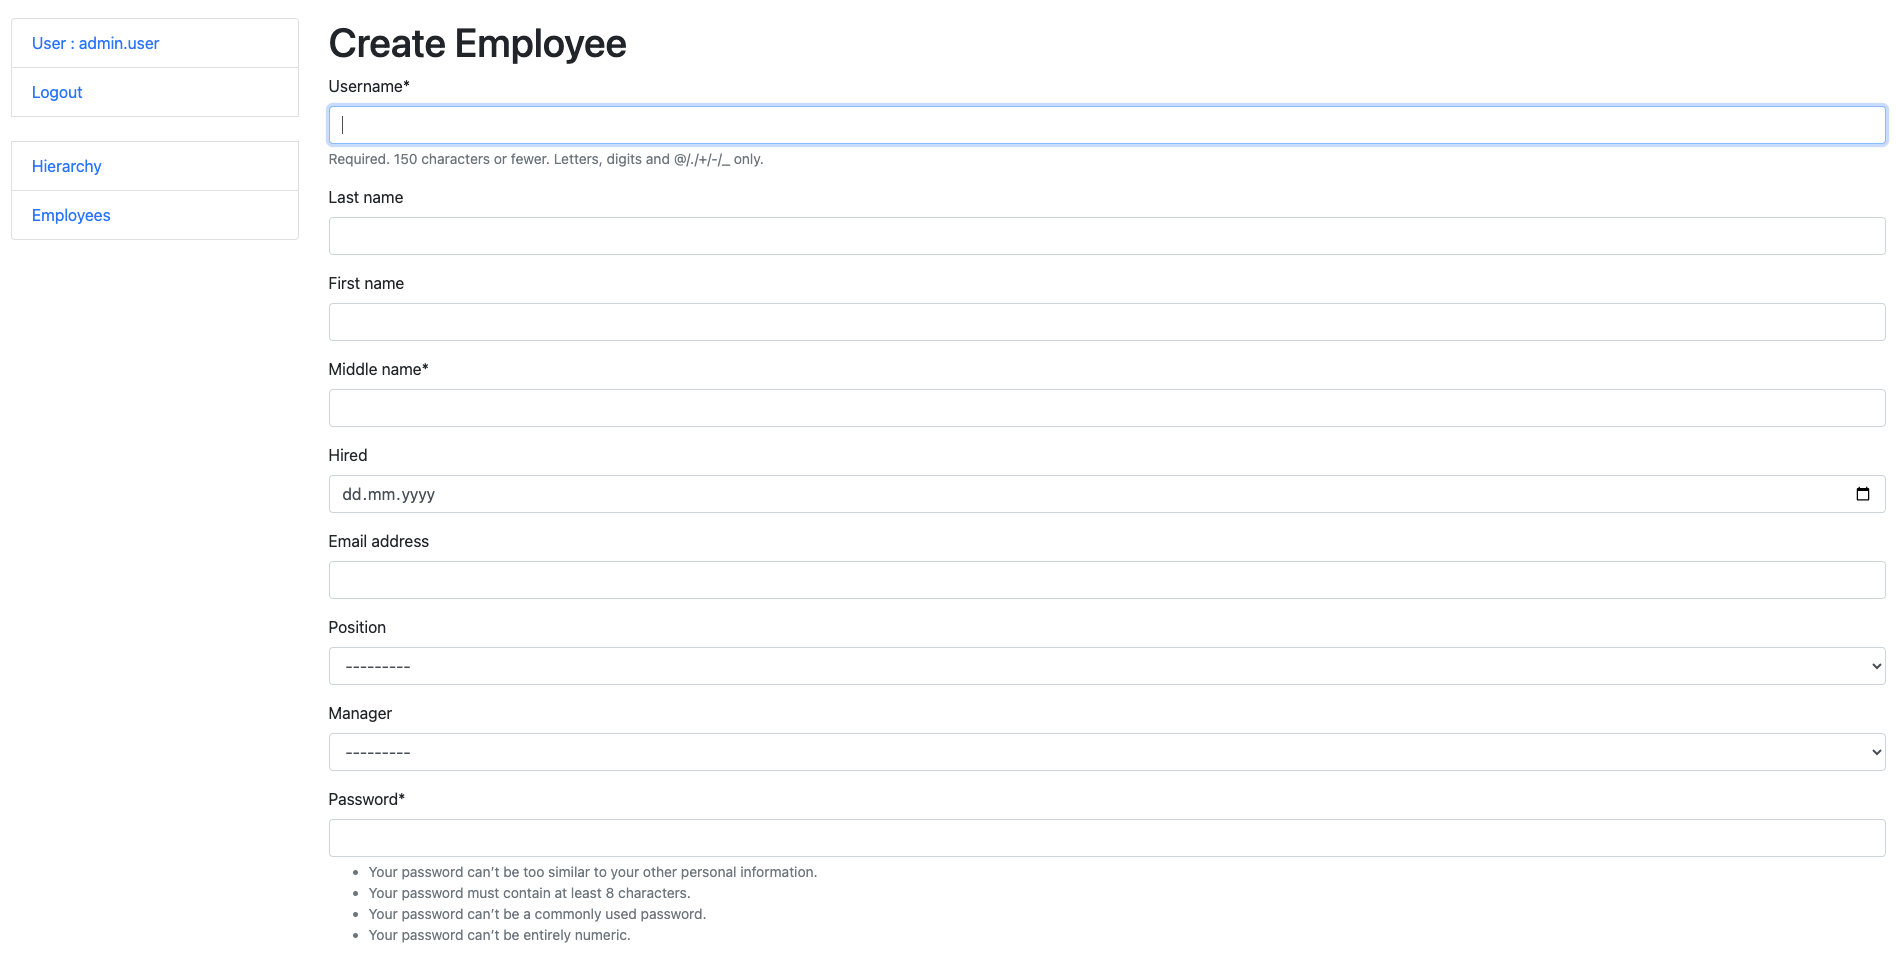 User : admin.user
Logout
Hierarchy
Employees
Create Employee
Username*
Required. 150 characters or fewer. Letters, digits and @/./+/-/_ only.
Last name
First name
Middle name*
Hired
dd.mm.yyyy
Email address
Position
---------
Manager
---------
Password*
Your password can’t be too similar to your other personal information.
Your password must contain at least 8 characters.
Your password can’t be a commonly used password.
Your password can’t be entirely numeric.